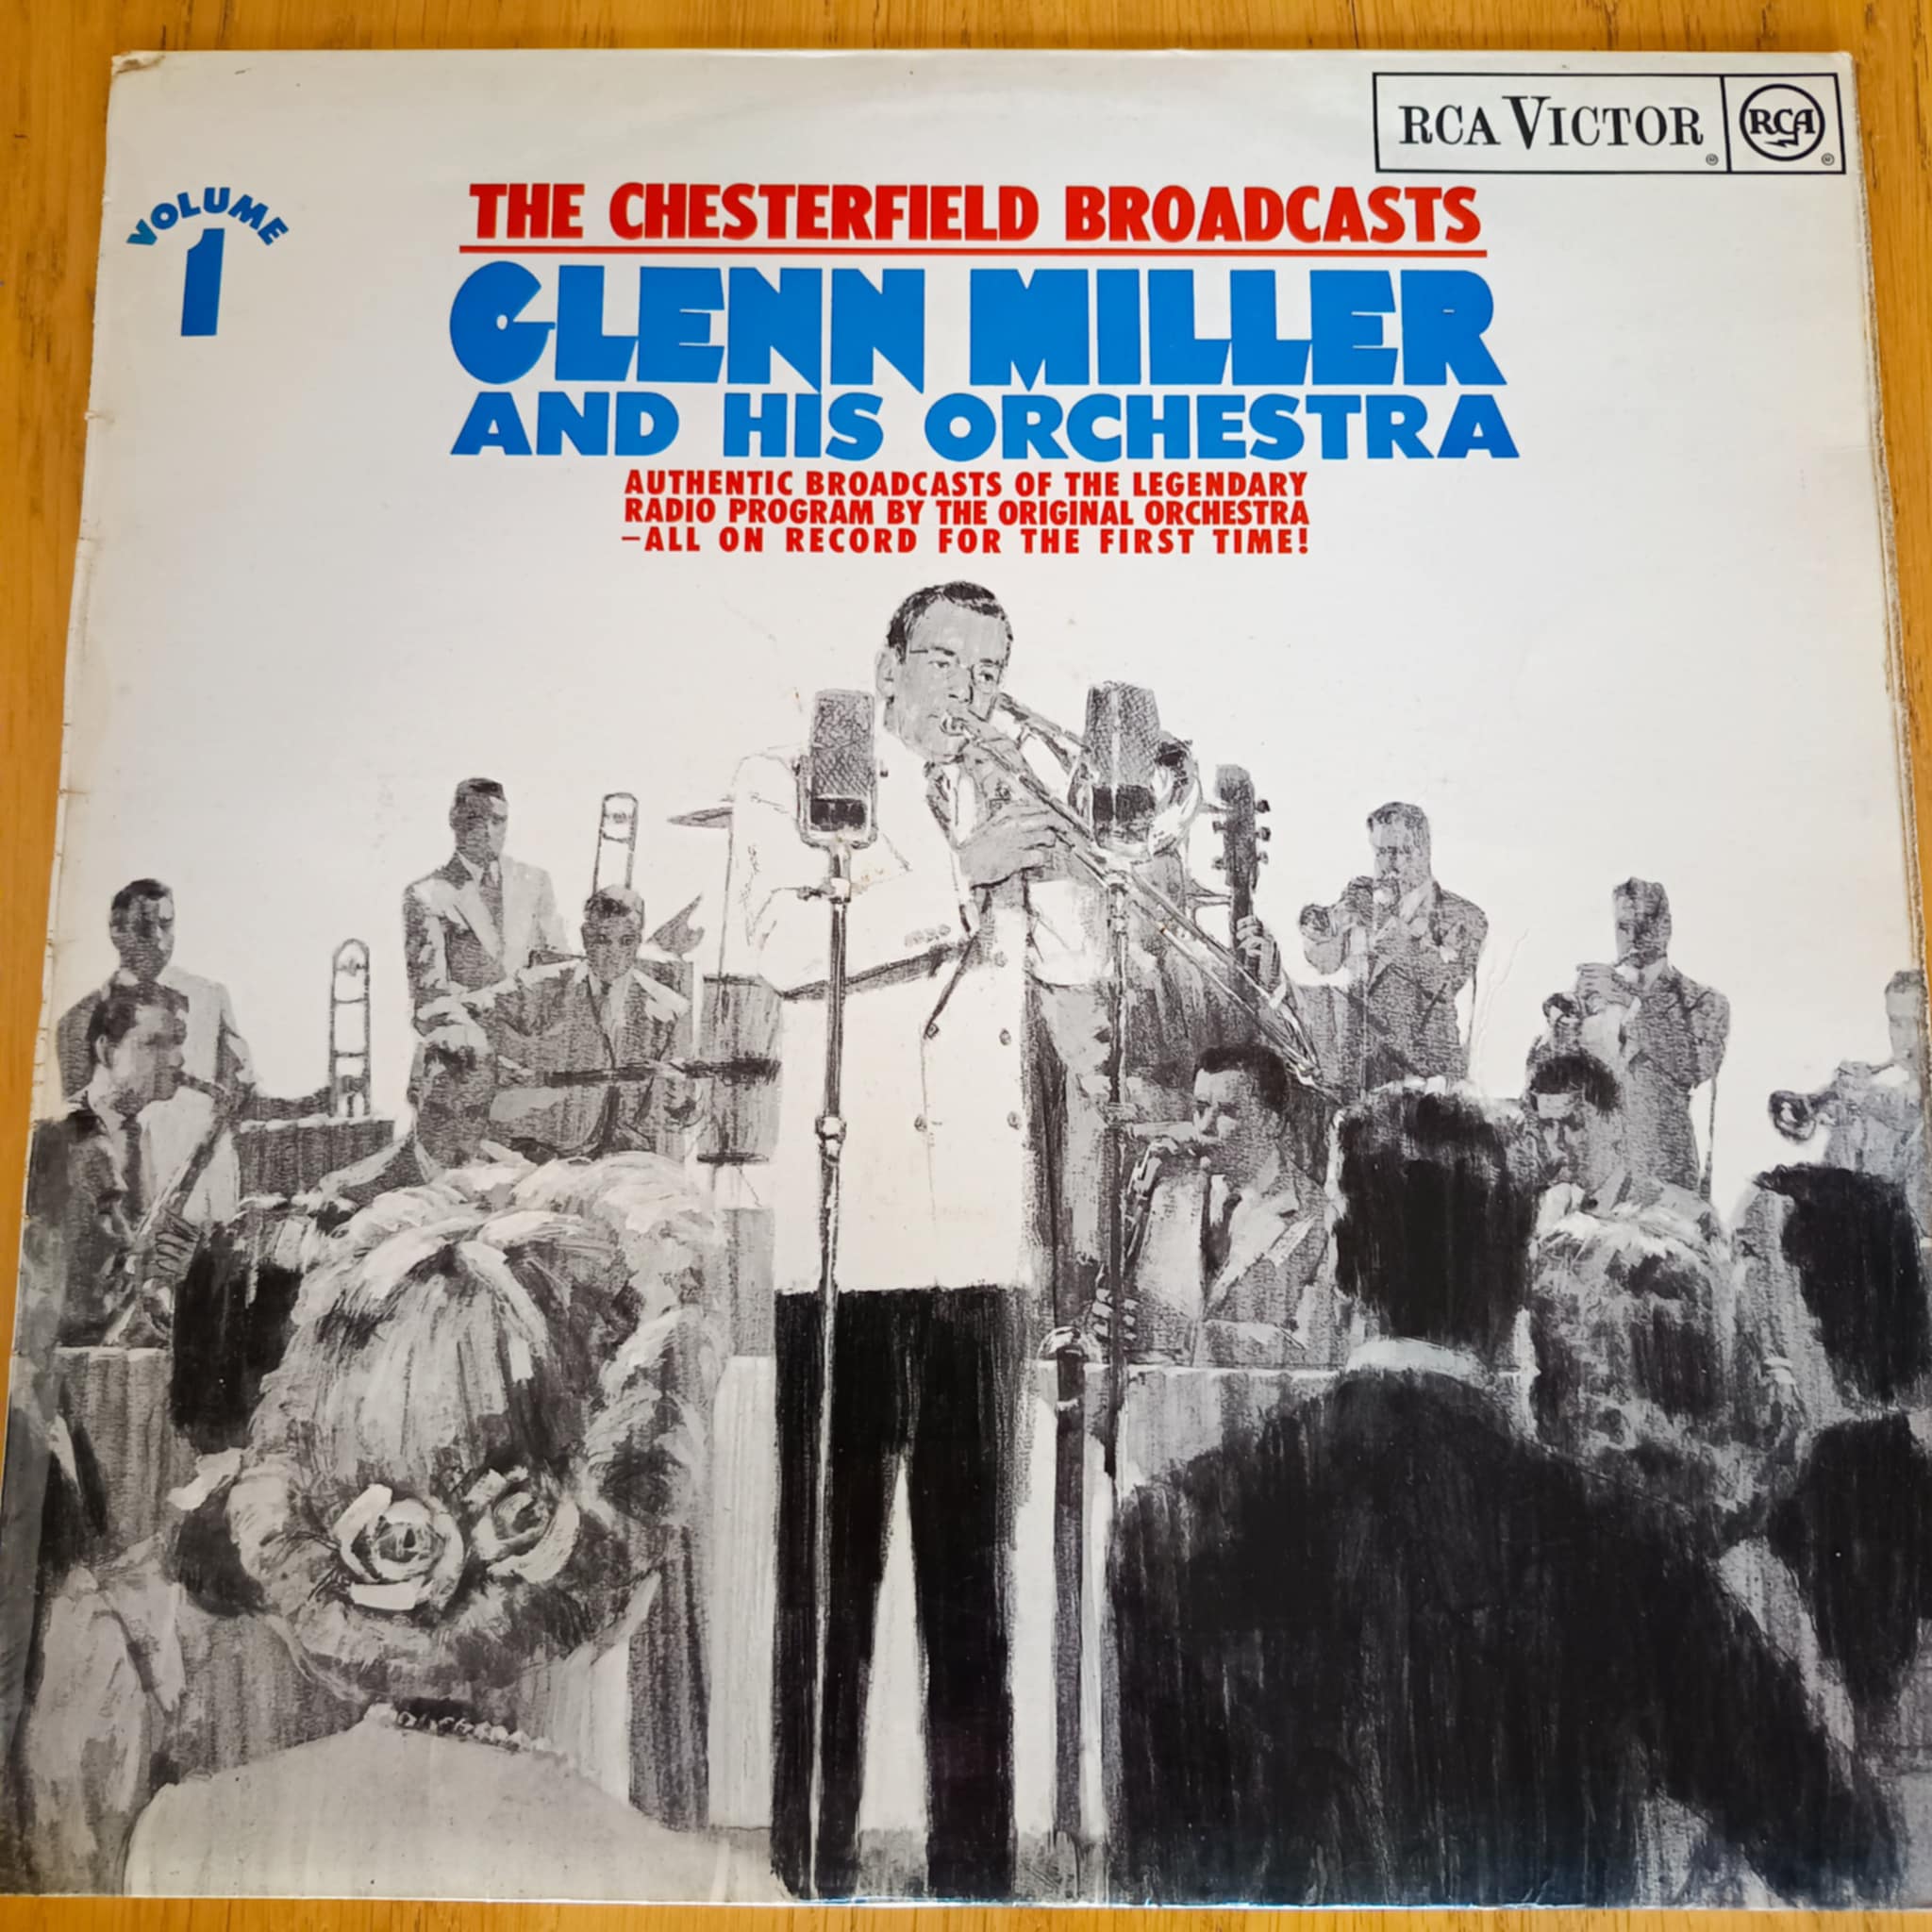 RCA VICTOR ® RCA ®
VOLUME
1
THE CHESTERFIELD BROADCASTS
GLENN MILLER
AND HIS ORCHESTRA
AUTHENTIC BROADCASTS OF THE LEGENDARY
RADIO PROGRAM BY THE ORIGINAL ORCHESTRA
–ALL ON RECORD FOR THE FIRST TIME!